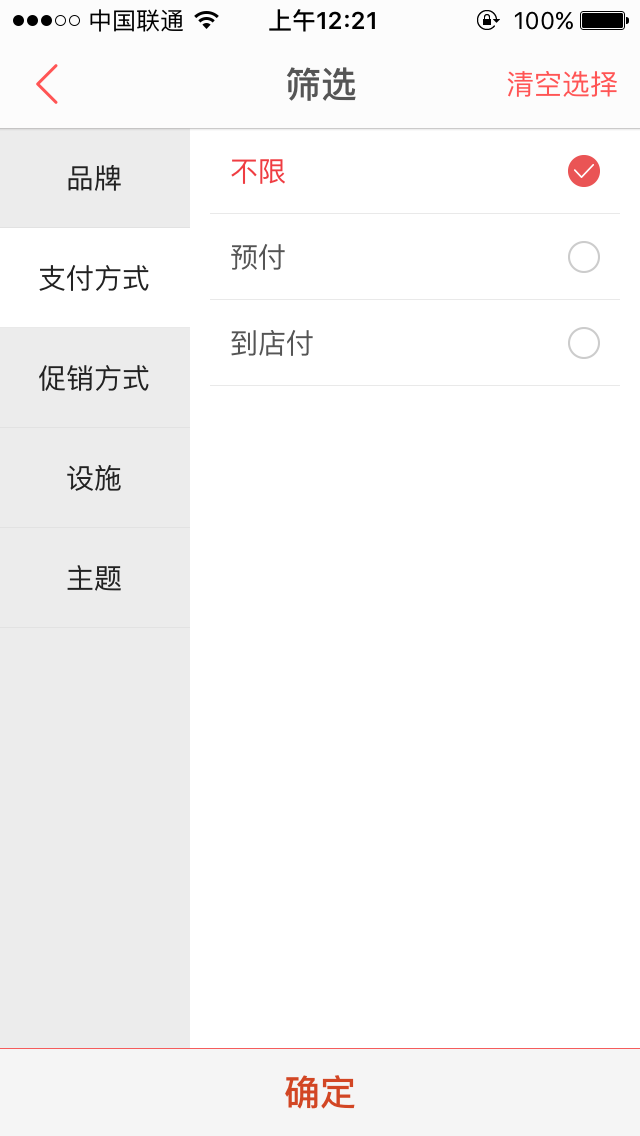 中国联通 上午12:21 100%
筛选 清空选择
品牌
支付方式
促销方式
设施
主题
不限
预付
到店付
确定